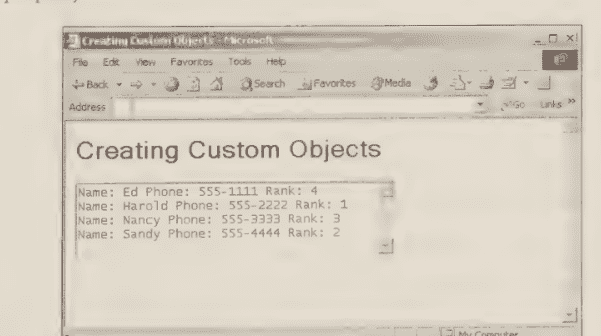 Creating Custom Objects - Microsoft
File Edit View Favorites Tools Help
Back Search Favorites Media
Address Go Links »
Creating Custom Objects
Name: Ed Phone: 555-1111 Rank: 4
Name: Harold Phone: 555-2222 Rank: 1
Name: Nancy Phone: 555-3333 Rank: 3
Name: Sandy Phone: 555-4444 Rank: 2
My Computer